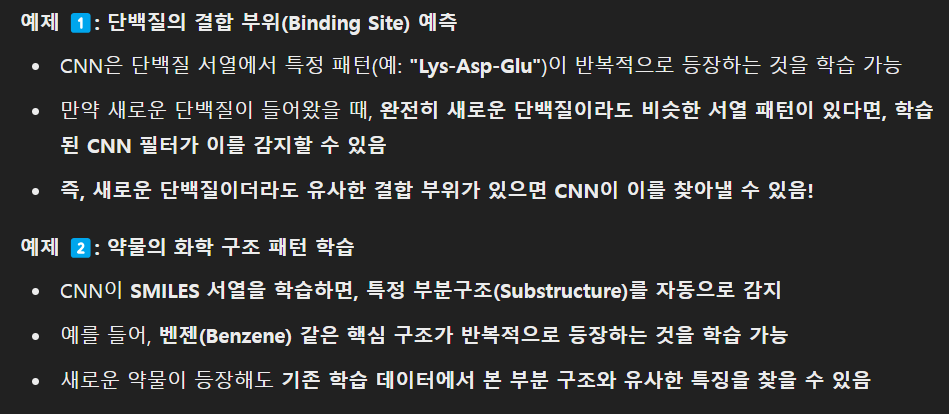 예제 1️⃣: 단백질의 결합 부위(Binding Site) 예측
• CNN은 단백질 서열에서 특정 패턴(예: "Lys-Asp-Glu")이 반복적으로 등장하는 것을 학습 가능
• 만약 새로운 단백질이 들어왔을 때, 완전히 새로운 단백질이라도 비슷한 서열 패턴이 있다면, 학습
된 CNN 필터가 이를 감지할 수 있음
• 즉, 새로운 단백질이더라도 유사한 결합 부위가 있으면 CNN이 이를 찾아낼 수 있음!
예제 2️⃣: 약물의 화학 구조 패턴 학습
• CNN이 SMILES 서열을 학습하면, 특정 부분구조(Substructure)를 자동으로 감지
• 예를 들어, 벤젠(Benzene) 같은 핵심 구조가 반복적으로 등장하는 것을 학습 가능
• 새로운 약물이 등장해도 기존 학습 데이터에서 본 부분 구조와 유사한 특징을 찾을 수 있음